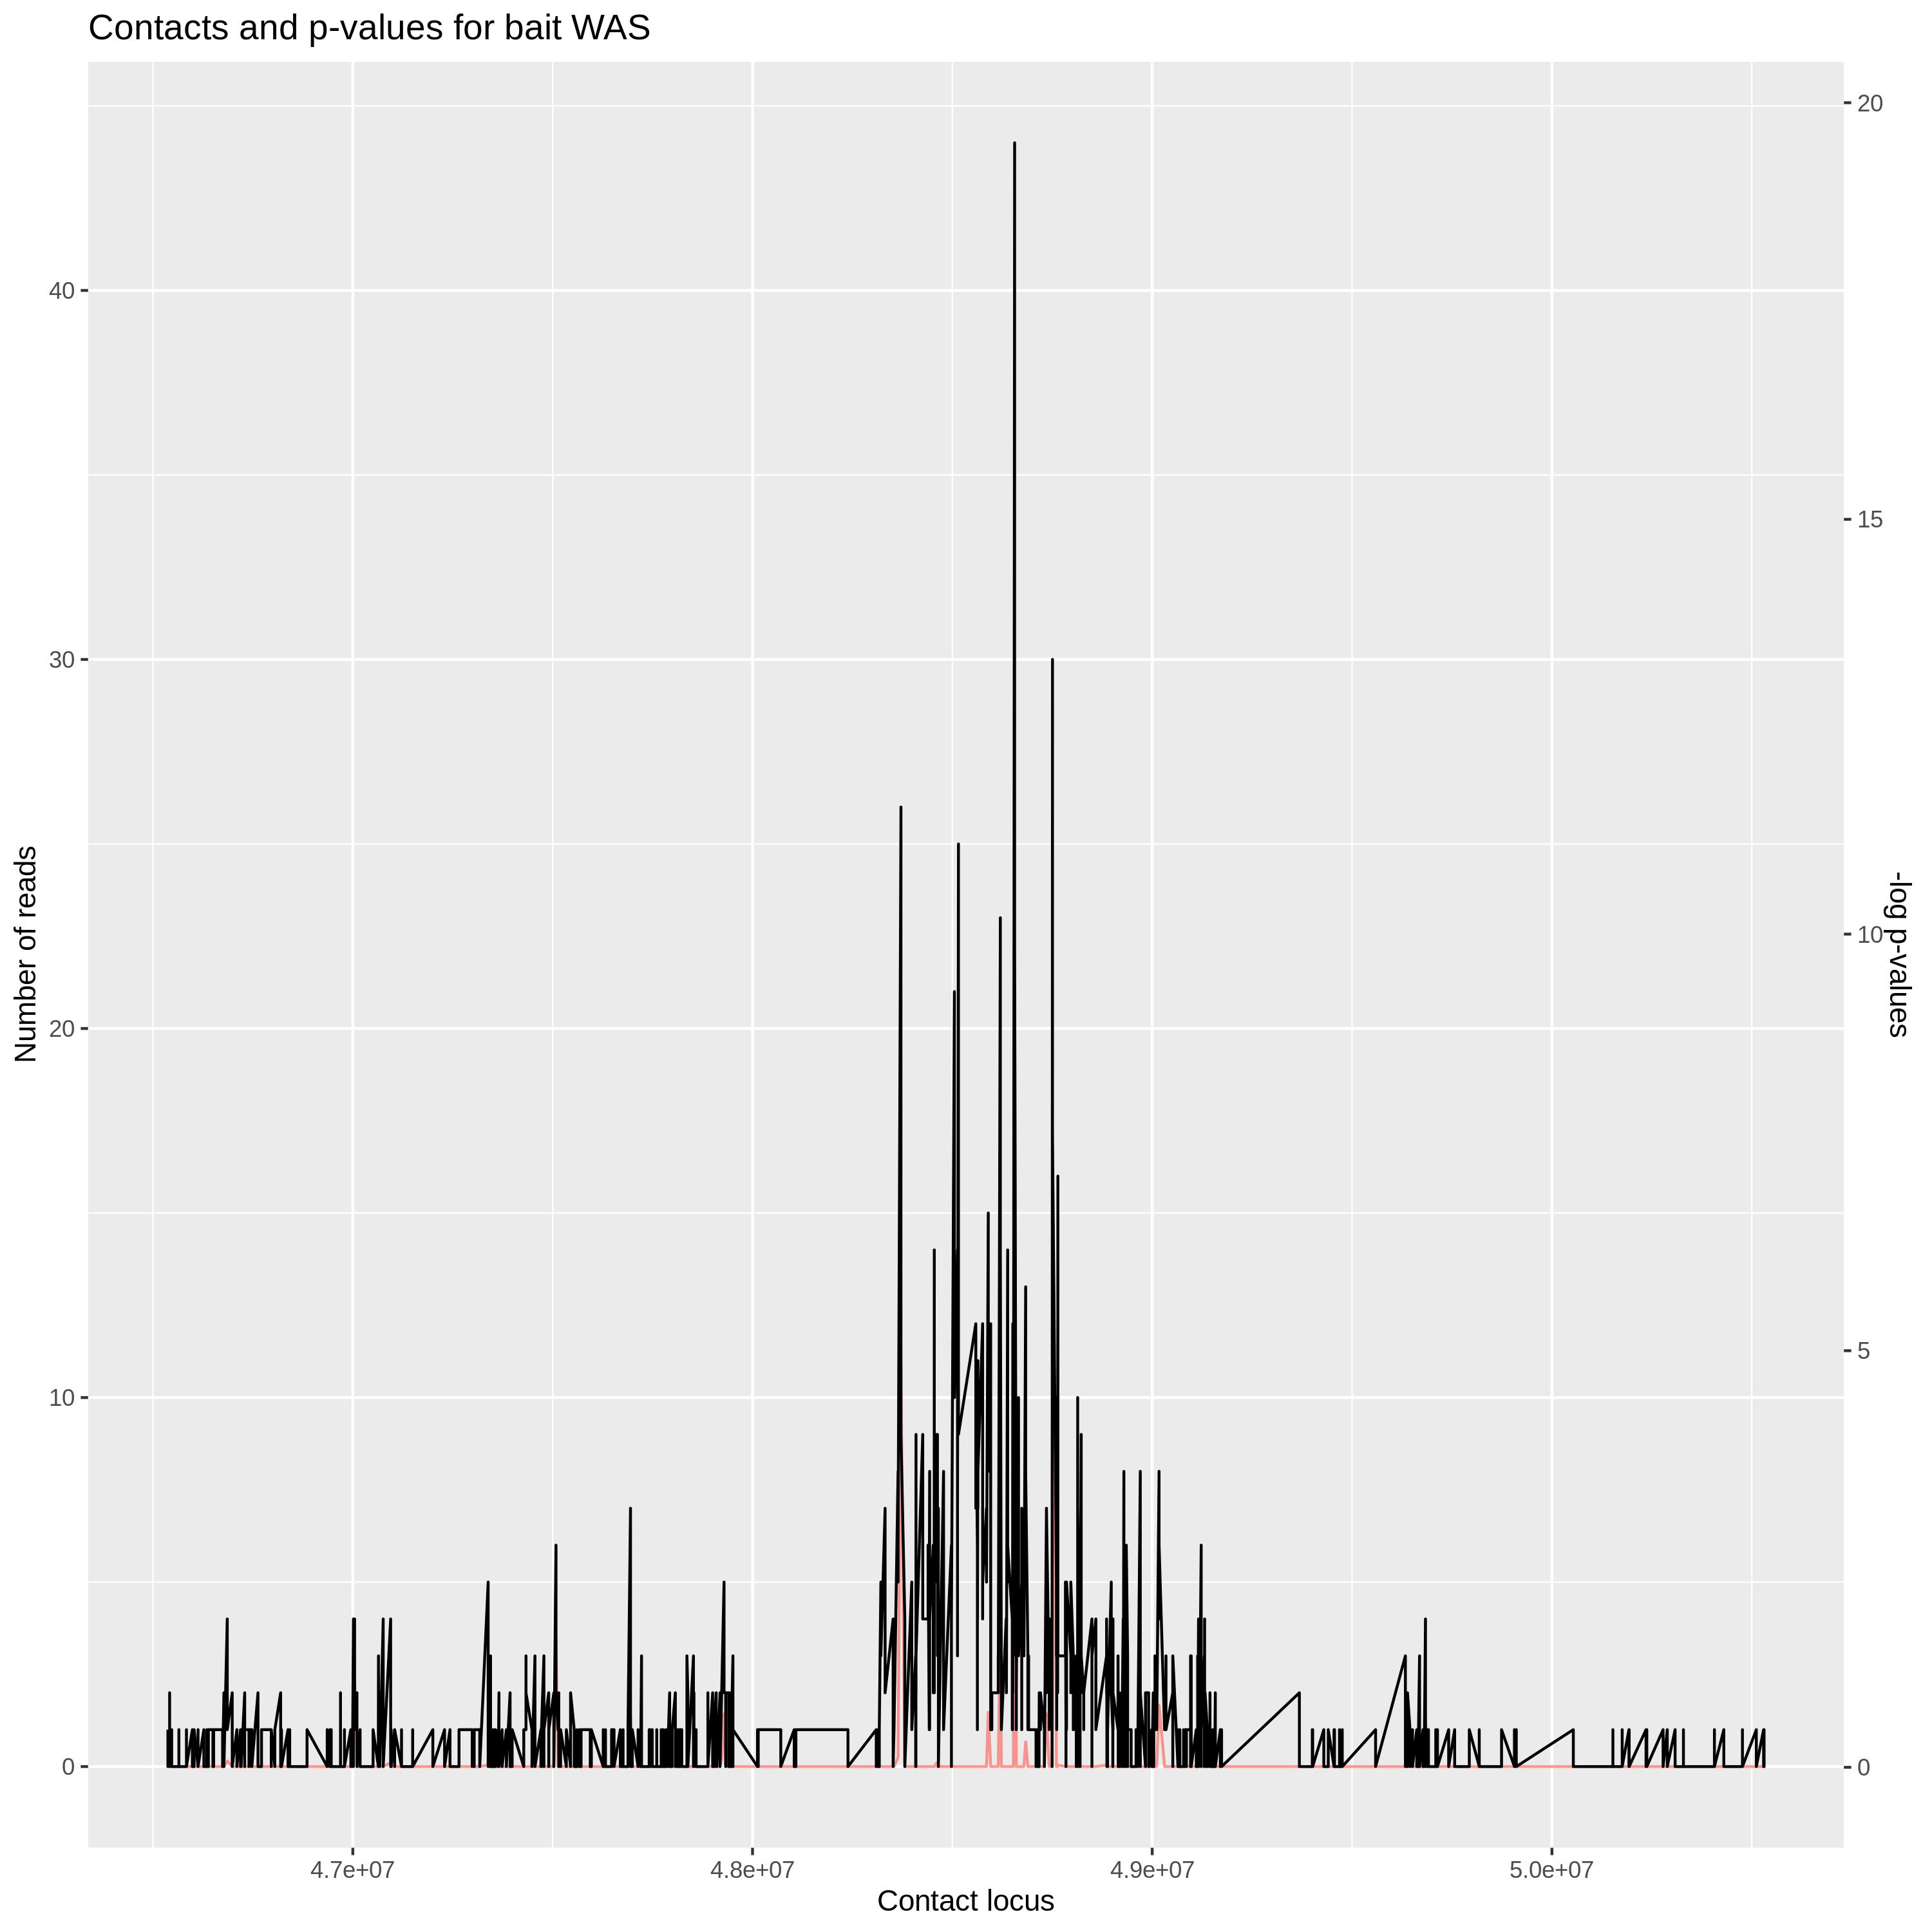 Contacts and p-values for bait WAS
40
30
20
10
0
Number of reads
20
15
10
5
0
-log p-values
4.7e+07
4.8e+07
4.9e+07
5.0e+07
Contact locus